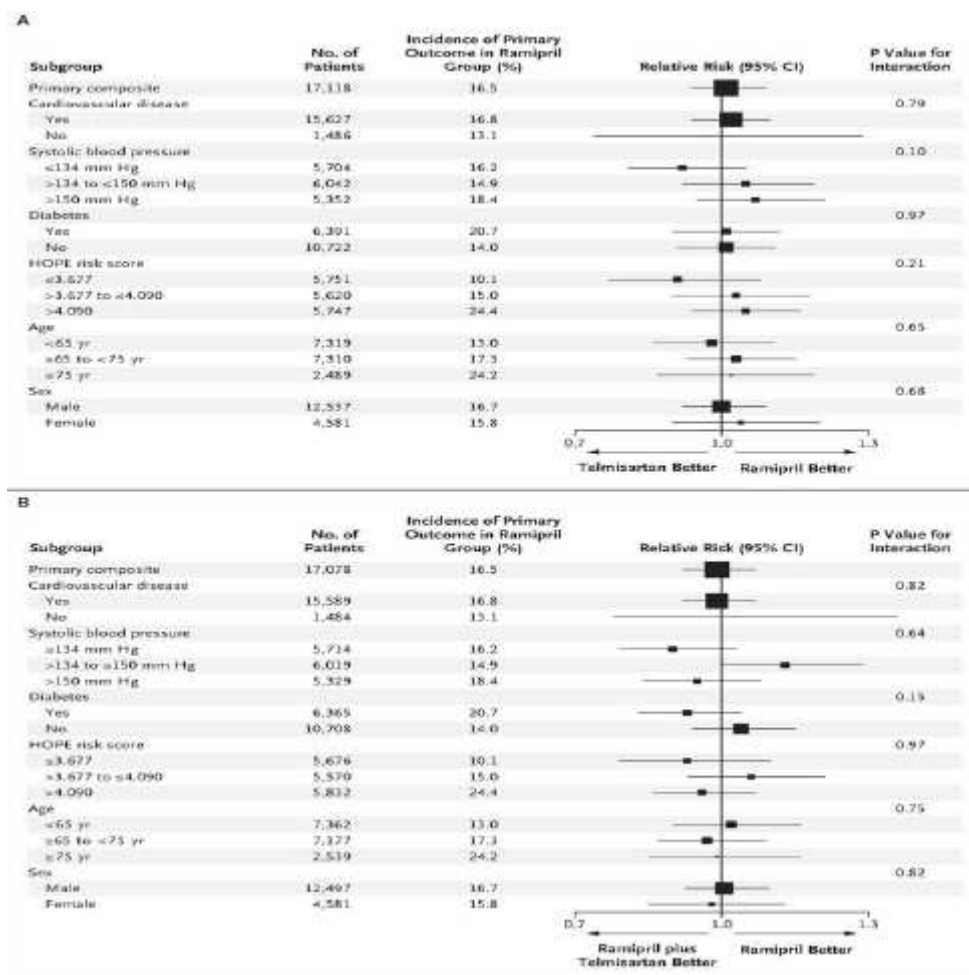 A
Subgroup No. of Patients Incidence of Primary Outcome in Ramipril Group (%) Relative Risk (95% CI) P Value for Interaction
Primary composite 17,118 16.5
Cardiovascular disease 0.79
Yes 15,627 16.8
No 1,486 13.1
Systolic blood pressure 0.10
≤134 mm Hg 5,704 16.2
>134 to ≤150 mm Hg 6,042 14.9
>150 mm Hg 5,352 18.4
Diabetes 0.97
Yes 6,391 20.7
No 10,722 14.0
HOPE risk score 0.21
≤3.677 5,751 10.1
>3.677 to ≤4.090 5,620 15.0
>4.090 5,747 24.4
Age 0.65
<65 yr 7,319 13.0
≥65 to <75 yr 7,310 17.3
≥75 yr 2,489 24.2
Sex 0.68
Male 12,537 16.7
Female 4,581 15.8
0.7 1.0 1.3
Telmisartan Better Ramipril Better
B
Subgroup No. of Patients Incidence of Primary Outcome in Ramipril Group (%) Relative Risk (95% CI) P Value for Interaction
Primary composite 17,078 16.5
Cardiovascular disease 0.82
Yes 15,589 16.8
No 1,484 13.1
Systolic blood pressure 0.64
≤134 mm Hg 5,714 16.2
>134 to ≤150 mm Hg 6,019 14.9
>150 mm Hg 5,329 18.4
Diabetes 0.15
Yes 6,365 20.7
No 10,708 14.0
HOPE risk score 0.97
≤3.677 5,676 10.1
>3.677 to ≤4.090 5,570 15.0
>4.090 5,832 24.4
Age 0.75
<65 yr 7,362 13.0
≥65 to <75 yr 7,177 17.3
≥75 yr 2,539 24.2
Sex 0.82
Male 12,497 16.7
Female 4,581 15.8
0.7 1.0 1.3
Ramipril plus Telmisartan Better Ramipril Better